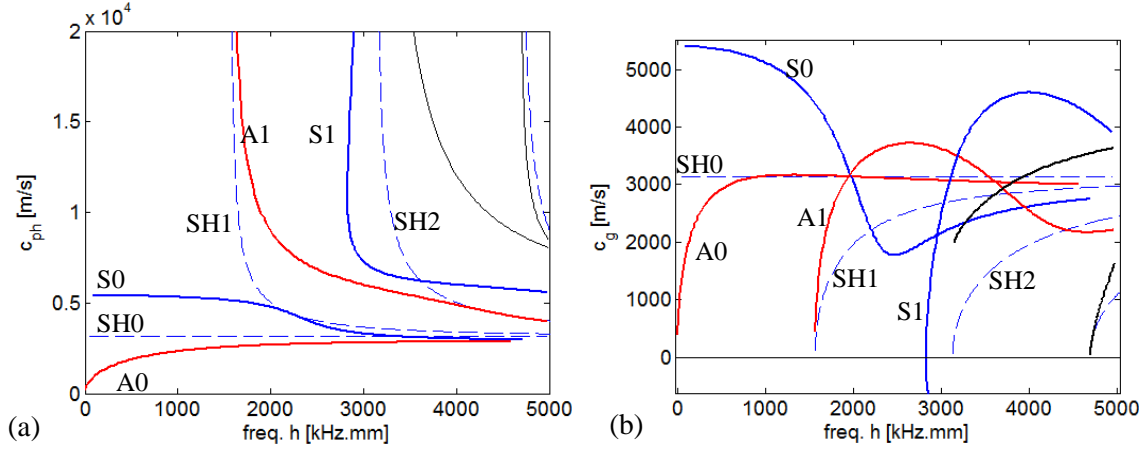 × 10⁴
2
1.5
1
0.5
0
c_ph [m/s]
A1
S1
SH1
SH2
S0
SH0
A0
0 1000 2000 3000 4000 5000
freq. h [kHz.mm]
(a)
5000
4000
3000
2000
1000
0
c_g [m/s]
S0
SH0
A1
A0
SH1
SH2
S1
0 1000 2000 3000 4000 5000
freq. h [kHz.mm]
(b)